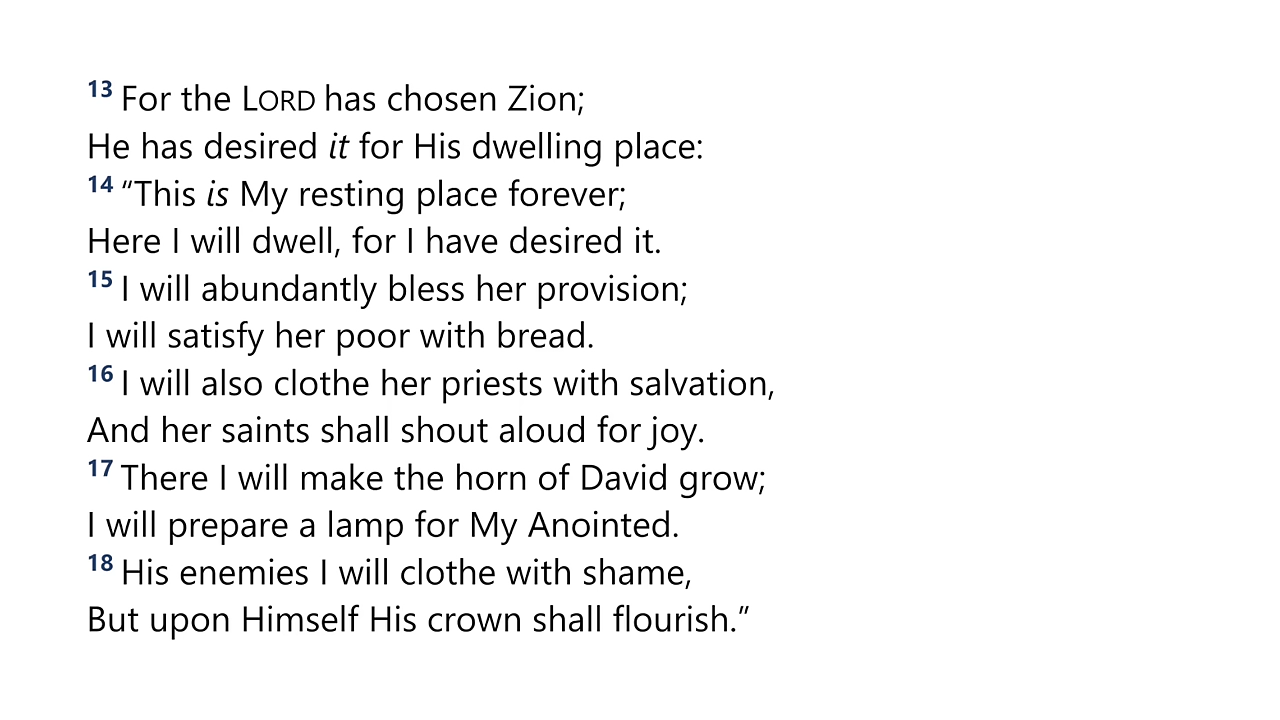 13 For the LORD has chosen Zion;
He has desired it for His dwelling place:
14 “This is My resting place forever;
Here I will dwell, for I have desired it.
15 I will abundantly bless her provision;
I will satisfy her poor with bread.
16 I will also clothe her priests with salvation,
And her saints shall shout aloud for joy.
17 There I will make the horn of David grow;
I will prepare a lamp for My Anointed.
18 His enemies I will clothe with shame,
But upon Himself His crown shall flourish.”